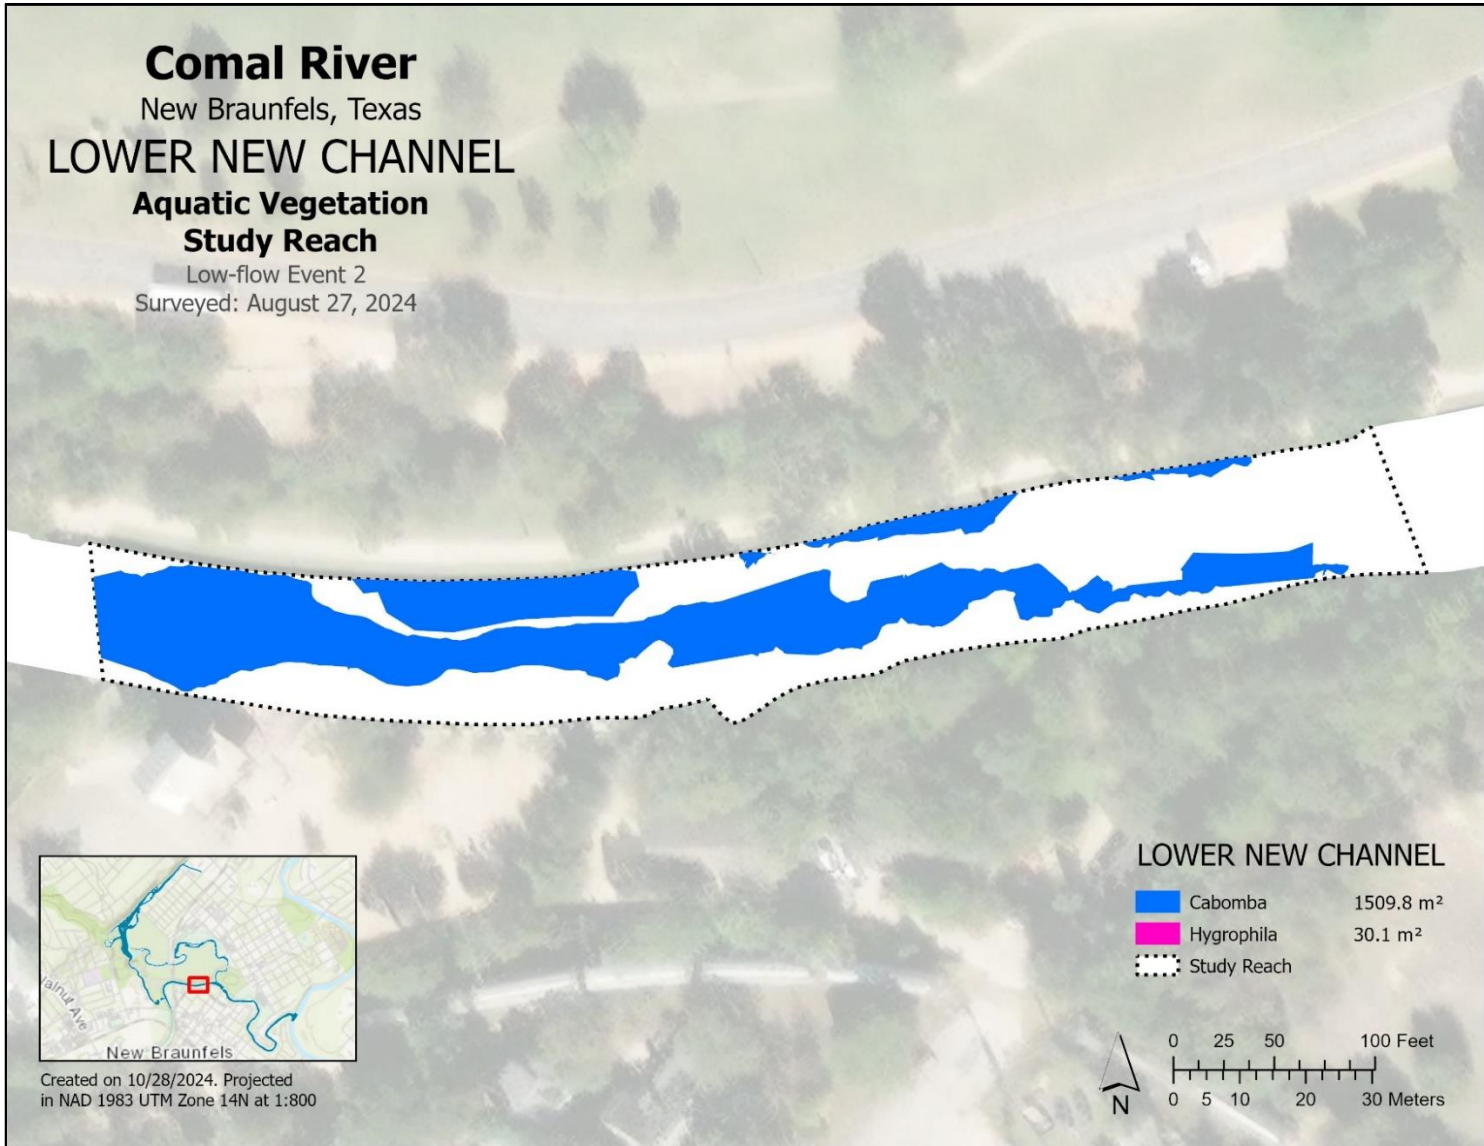 Comal River
New Braunfels, Texas
LOWER NEW CHANNEL
Aquatic Vegetation
Study Reach
Low-flow Event 2
Surveyed: August 27, 2024
LOWER NEW CHANNEL
Cabomba 1509.8 m²
Hygrophila 30.1 m²
Study Reach
Ave
New Braunfels
Created on 10/28/2024. Projected
in NAD 1983 UTM Zone 14N at 1:800
N
0 25 50 100 Feet
0 5 10 20 30 Meters